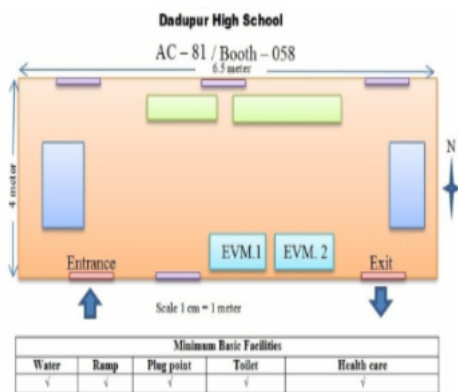 Dadupur High School
AC – 81 / Booth – 058
6.5 meter
4 meter
N
EVM.1
EVM. 2
Entrance
Exit
Scale 1 cm = 1 meter
Minimum Basic Facilities
Water Ramp Plug point Toilet Health care
√ √ √ √ √